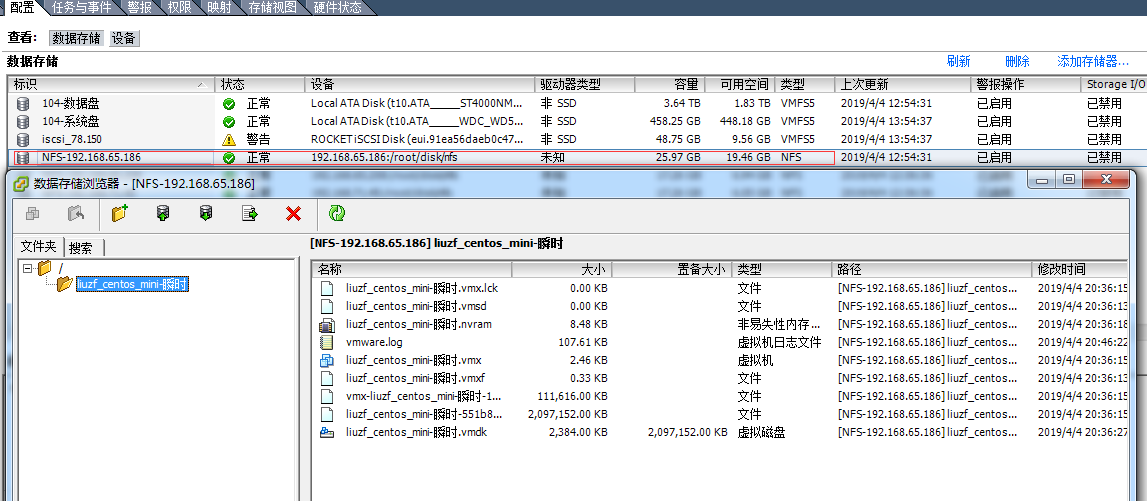 配置 任务与事件 警报 权限 映射 存储视图 硬件状态
查看: 数据存储 设备
数据存储 刷新 删除 添加存储器...
标识 状态 设备 驱动器类型 容量 可用空间 类型 上次更新 警报操作 Storage I/O
104-数据盘 正常 Local ATA Disk (t10.ATA_____ST4000NM... 非 SSD 3.64 TB 1.83 TB VMFS5 2019/4/4 12:54:31 已启用 已禁用
104-系统盘 正常 Local ATA Disk (t10.ATA_____WDC_WD5... 非 SSD 458.25 GB 448.18 GB VMFS5 2019/4/4 13:54:37 已启用 已禁用
iscsi_78.150 警告 ROCKET iSCSI Disk (eui.91ea56daeb0c47... 非 SSD 48.75 GB 9.56 GB VMFS5 2019/4/4 13:54:37 已启用 已禁用
NFS-192.168.65.186 正常 192.168.65.186:/root/disk/nfs 未知 25.97 GB 19.46 GB NFS 2019/4/4 12:54:31 已启用 已禁用
数据存储浏览器 - [NFS-192.168.65.186]
文件夹 搜索 [NFS-192.168.65.186] liuzf_centos_mini-瞬时
/
liuzf_centos_mini-瞬时
名称 大小 置备大小 类型 路径 修改时间
liuzf_centos_mini-瞬时.vmx.lck 0.00 KB 文件 [NFS-192.168.65.186] liuzf_centos... 2019/4/4 20:36:15
liuzf_centos_mini-瞬时.vmsd 0.00 KB 文件 [NFS-192.168.65.186] liuzf_centos... 2019/4/4 20:36:13
liuzf_centos_mini-瞬时.nvram 8.48 KB 非易失性内存... [NFS-192.168.65.186] liuzf_centos... 2019/4/4 20:36:18
vmware.log 107.61 KB 虚拟机日志文件 [NFS-192.168.65.186] liuzf_centos... 2019/4/4 20:46:22
liuzf_centos_mini-瞬时.vmx 2.46 KB 虚拟机 [NFS-192.168.65.186] liuzf_centos... 2019/4/4 20:36:15
liuzf_centos_mini-瞬时.vmxf 0.33 KB 文件 [NFS-192.168.65.186] liuzf_centos... 2019/4/4 20:36:13
vmx-liuzf_centos_mini-瞬时-1... 111,616.00 KB 文件 [NFS-192.168.65.186] liuzf_centos... 2019/4/4 20:36:15
liuzf_centos_mini-瞬时-551b8... 2,097,152.00 KB 文件 [NFS-192.168.65.186] liuzf_centos... 2019/4/4 20:36:15
liuzf_centos_mini-瞬时.vmdk 2,384.00 KB 2,097,152.00 KB 虚拟磁盘 [NFS-192.168.65.186] liuzf_centos... 2019/4/4 20:36:27